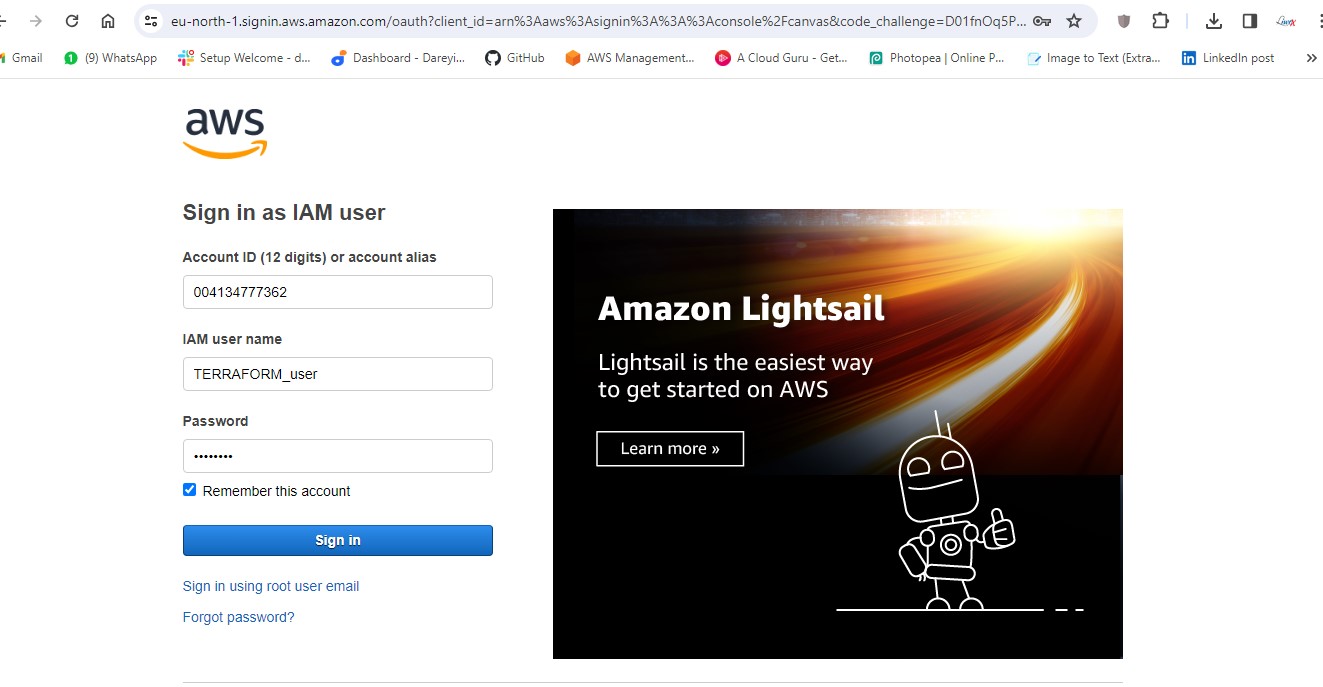 eu-north-1.signin.aws.amazon.com/oauth?client_id=arn%3Aaws%3Asignin%3A%3A%3Aconsole%2Fcanvas&code_challenge=D01fnOq5P...
Gmail (9) WhatsApp Setup Welcome - d... Dashboard - Dareyi... GitHub AWS Management... A Cloud Guru - Get... Photopea | Online P... Image to Text (Extra... LinkedIn post »
aws
Sign in as IAM user
Account ID (12 digits) or account alias
004134777362
IAM user name
TERRAFORM_user
Password
••••••••
Remember this account
Sign in
Sign in using root user email
Forgot password?
Amazon Lightsail
Lightsail is the easiest way
to get started on AWS
Learn more »